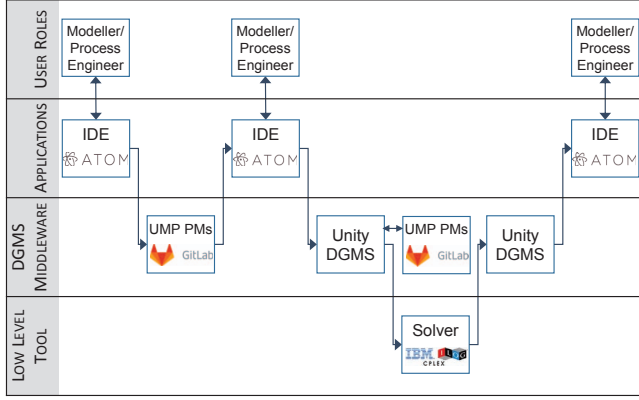 USER ROLES
Modeller/
Process
Engineer
Modeller/
Process
Engineer
Modeller/
Process
Engineer
APPLICATIONS
IDE
ATOM
IDE
ATOM
IDE
ATOM
DGMS
MIDDLEWARE
UMP PMs
GitLab
Unity
DGMS
UMP PMs
GitLab
Unity
DGMS
LOW LEVEL
TOOL
Solver
IBM ILOG
CPLEX